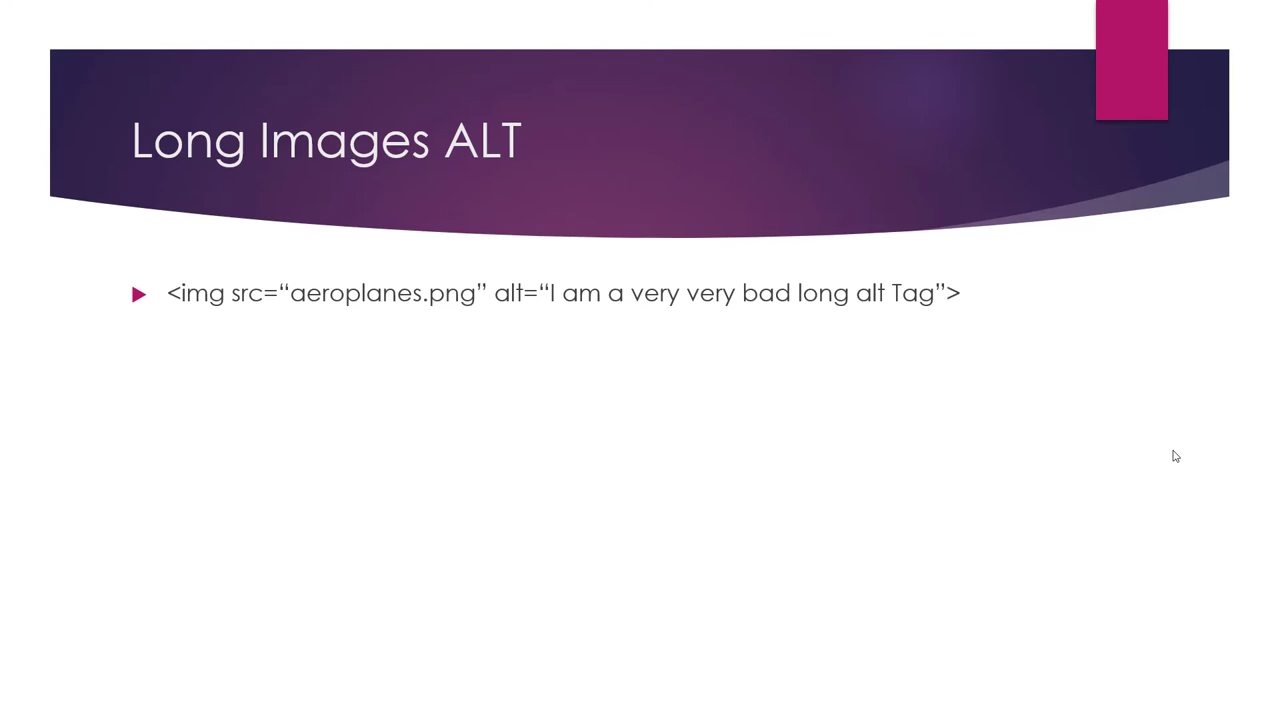 Long Images ALT
<img src=“aeroplanes.png” alt=“I am a very very bad long alt Tag”>